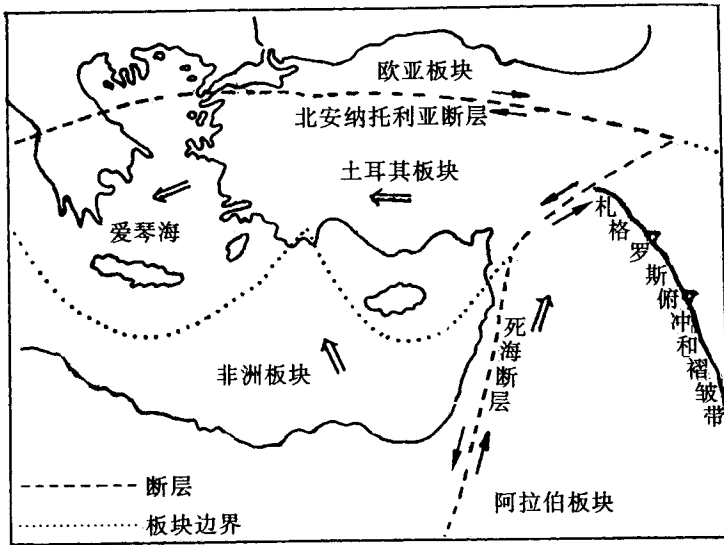 欧亚板块
北安纳托利亚断层
土耳其板块
爱琴海
札格罗斯俯冲和褶皱带
死海断层
非洲板块
阿拉伯板块
断层
板块边界